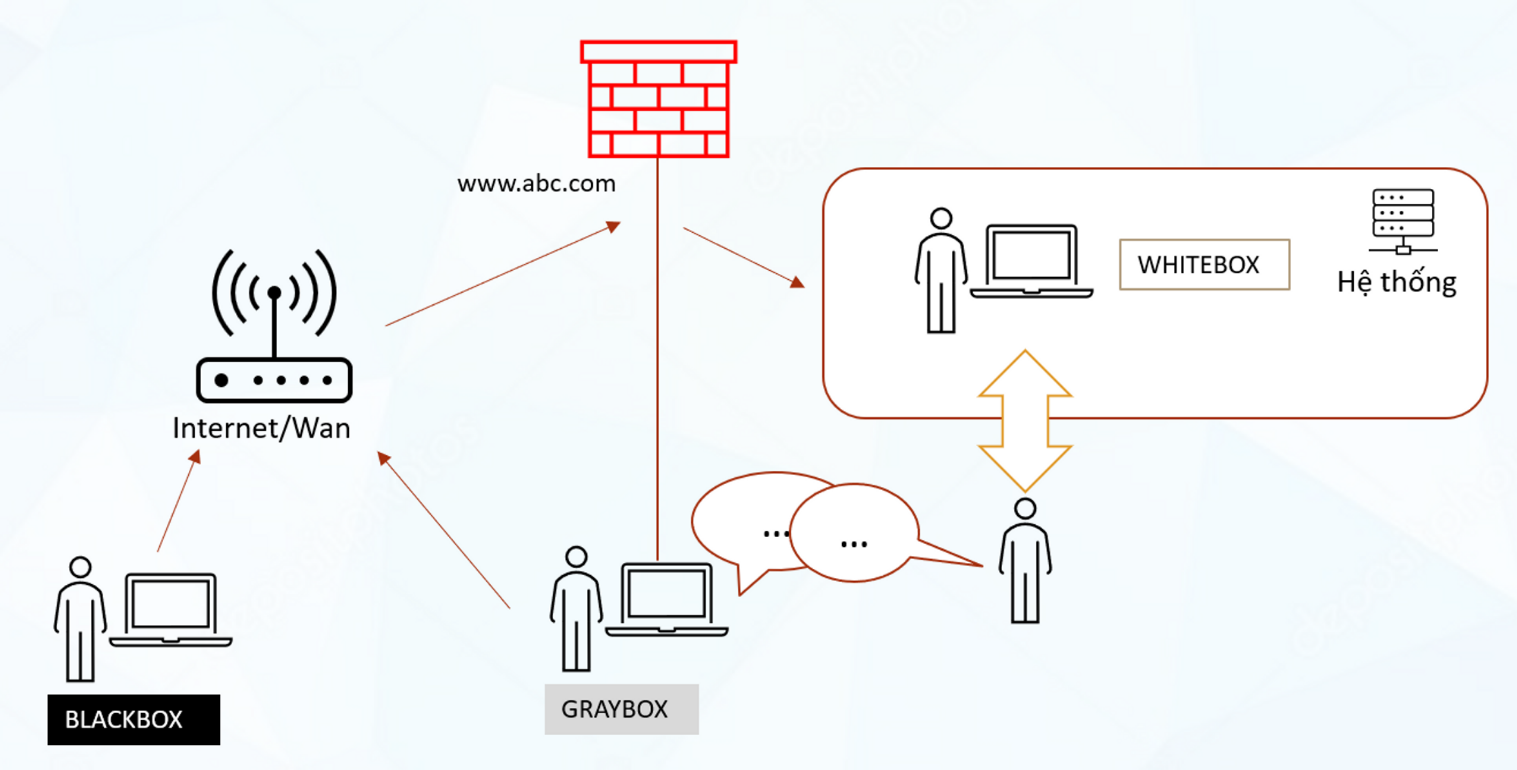 www.abc.com
WHITEBOX
Hệ thống
Internet/Wan
...
...
BLACKBOX
GRAYBOX